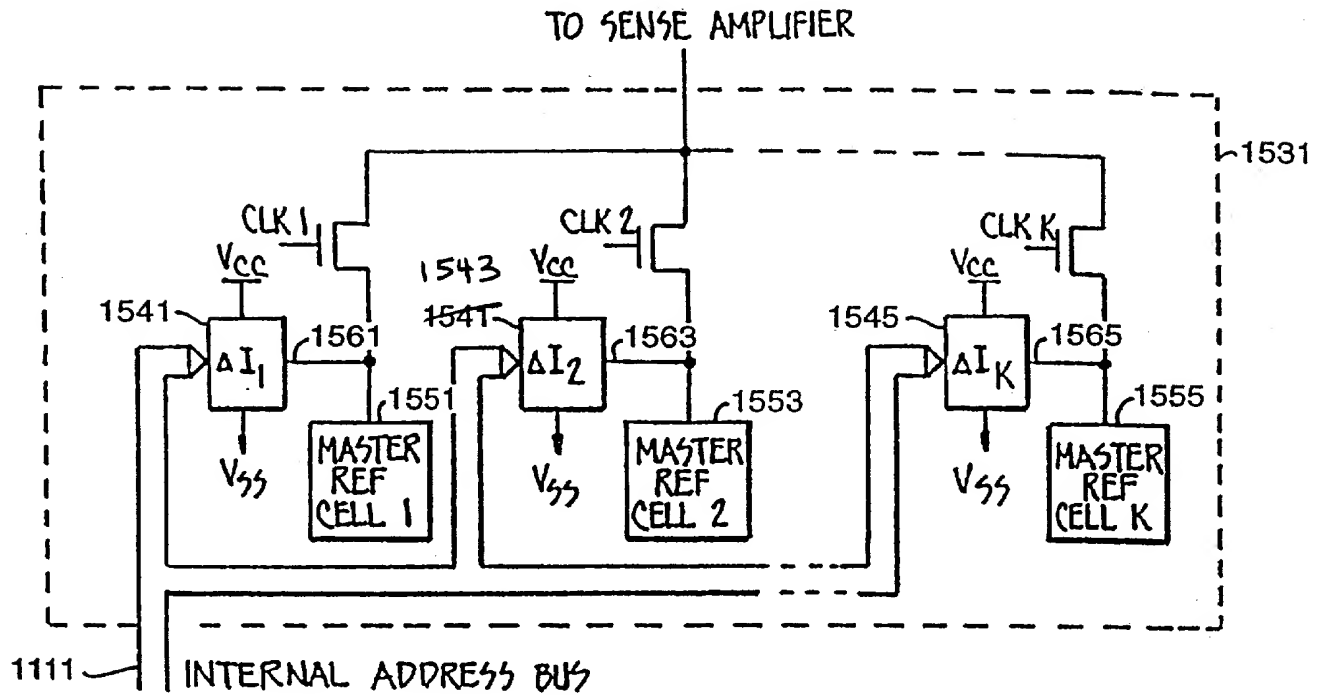 TO SENSE AMPLIFIER
1531
CLK 1
CLK 2
CLK K
VCC
1543
VCC
VCC
1541
1541
1545
1561
1563
1565
ΔI1
ΔI2
ΔIK
1551
1553
1555
VSS
VSS
VSS
MASTER
REF
CELL 1
MASTER
REF
CELL 2
MASTER
REF
CELL K
1111
INTERNAL ADDRESS BUS